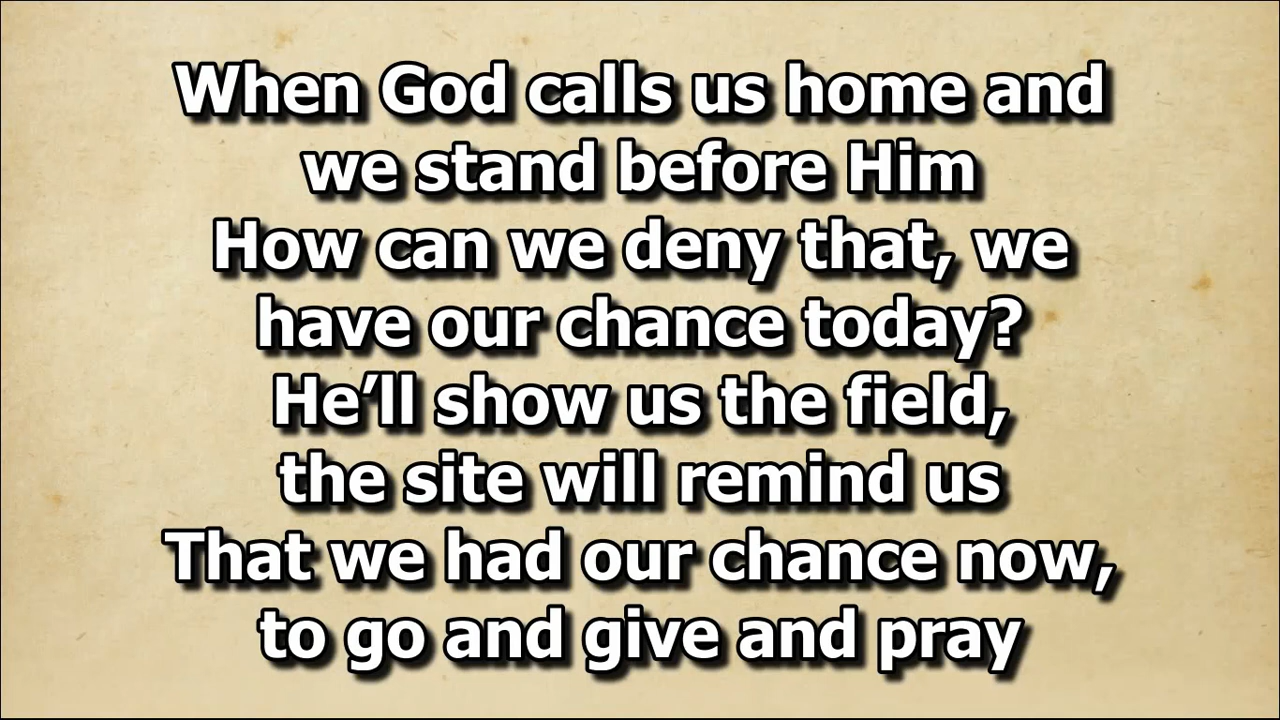 When God calls us home and
we stand before Him
How can we deny that, we
have our chance today?
He’ll show us the field,
the site will remind us
That we had our chance now,
to go and give and pray